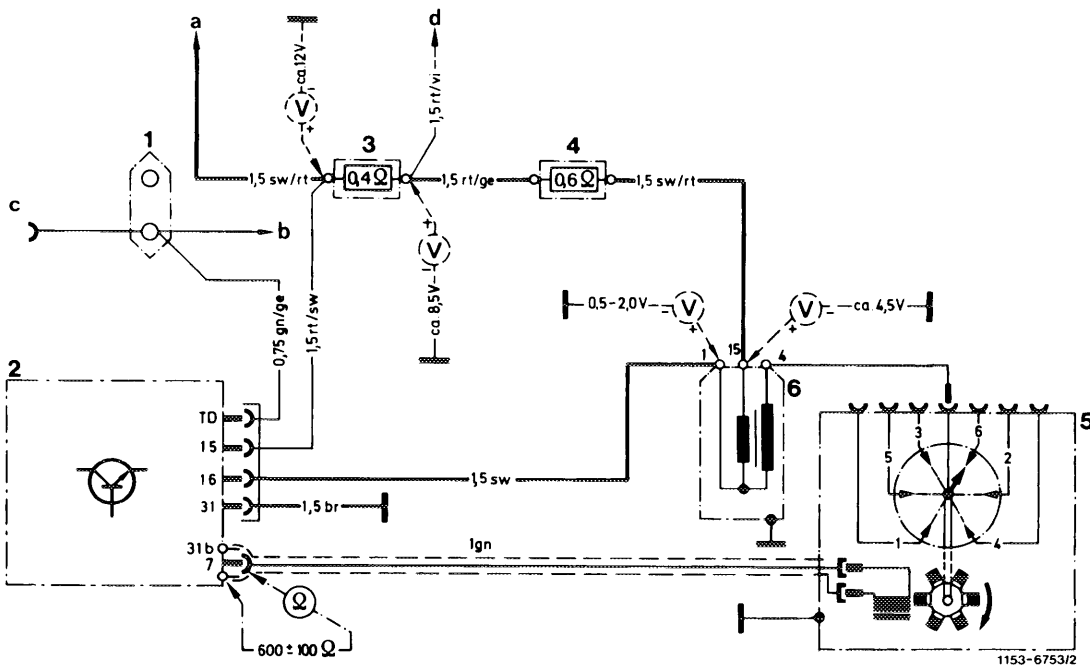 a
d
ca.12V
V
- +
1,5 rt/vi
1
3
4
1,5 sw/rt
0,4 Ω
1,5 rt/ge
0,6 Ω
1,5 sw/rt
c
b
+ V -
ca 8,5V
0,75 gn/ge
1,5 rt/sw
0,5-2,0V
- V +
V
+ -
ca. 4,5V
1
15
4
6
2
TD
15
16
31
1,5 sw
1,5 br
5
3
6
5
2
1
4
31b
7
1gn
Ω
600 ± 100 Ω
1153-6753/2